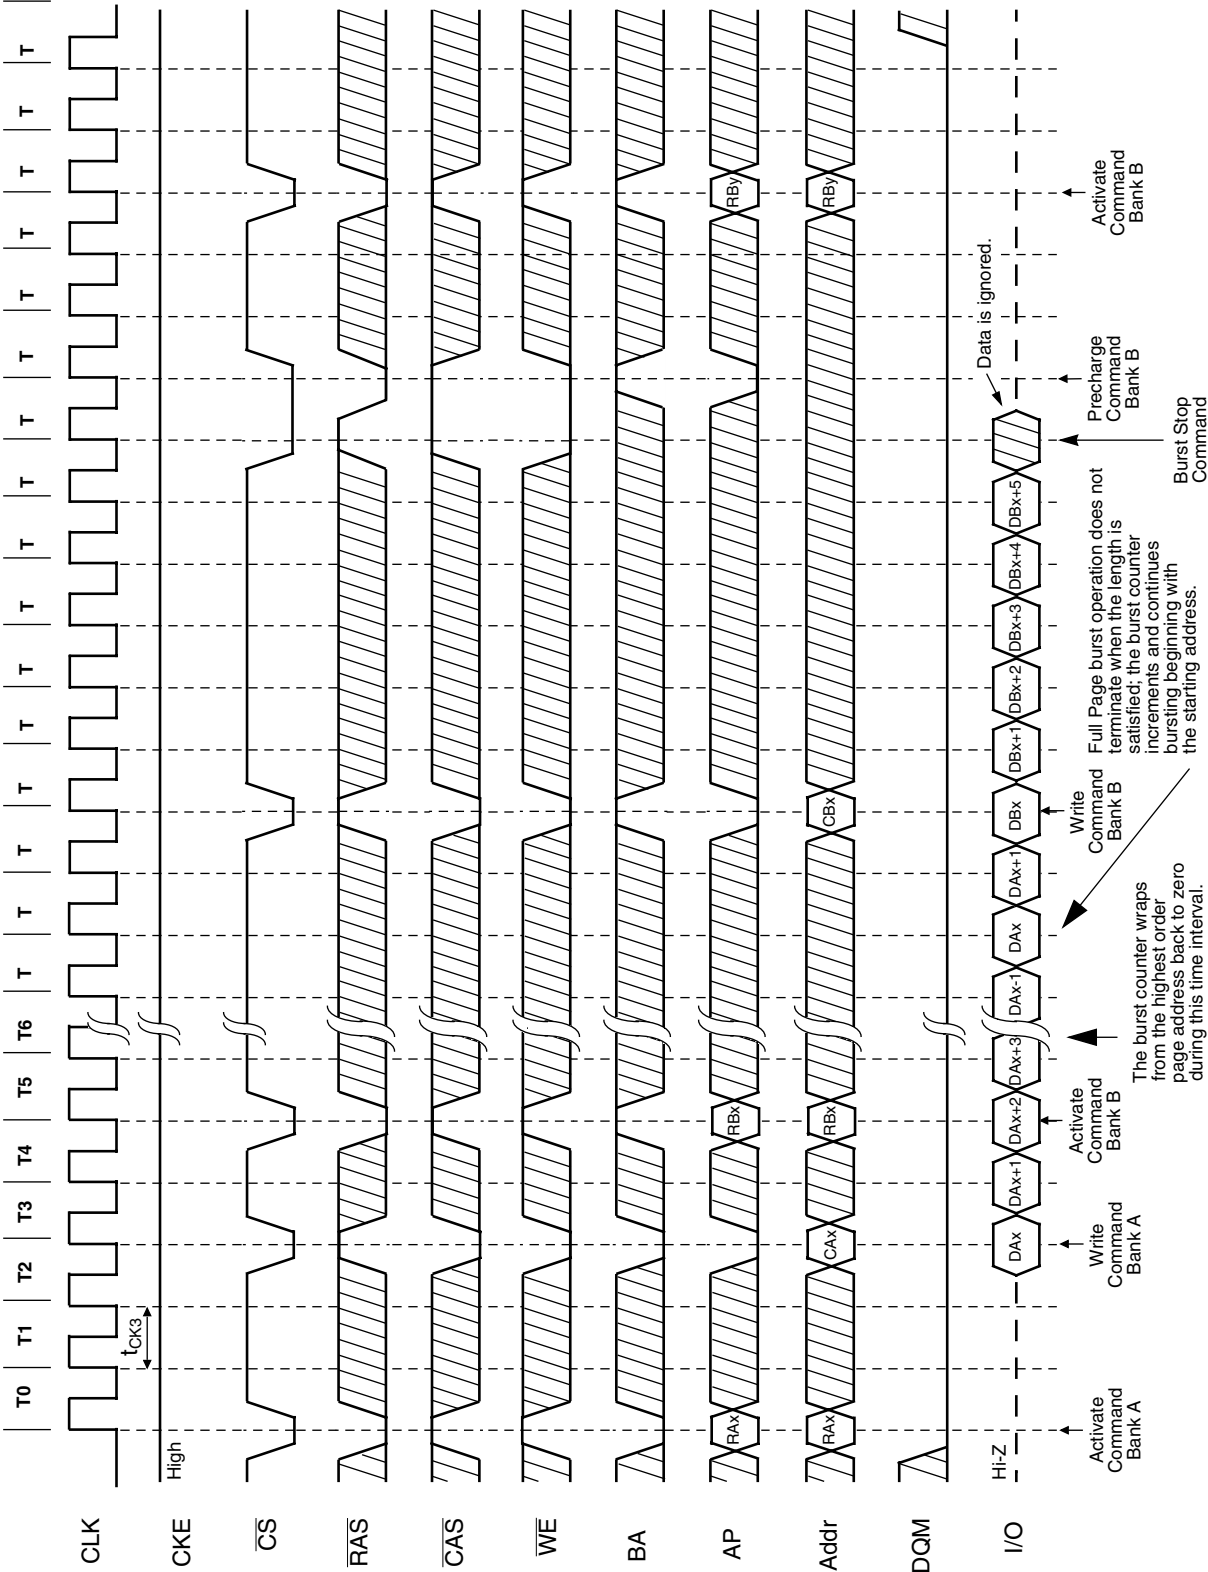 T0 T1 T2 T3 T4 T5 T6 T T T T T T T T T T T T T T T T
CLK
tCK3
CKE
High
CS
RAS
CAS
WE
BA
AP
RAx RBx RBy
Addr
RAx CAx RBx CBx RBy
DQM
I/O
Hi-Z
DAx DAx+1 DAx+2 DAx+3 DAx-1 DAx DAx+1 DBx DBx+1 DBx+2 DBx+3 DBx+4 DBx+5
Data is ignored.
Activate
Command
Bank A
Write
Command
Bank A
Activate
Command
Bank B
The burst counter wraps
from the highest order
page address back to zero
during this time interval.
Write
Command
Bank B
Full Page burst operation does not
terminate when the length is
satisfied; the burst counter
increments and continues
bursting beginning with
the starting address.
Burst Stop
Command
Precharge
Command
Bank B
Activate
Command
Bank B